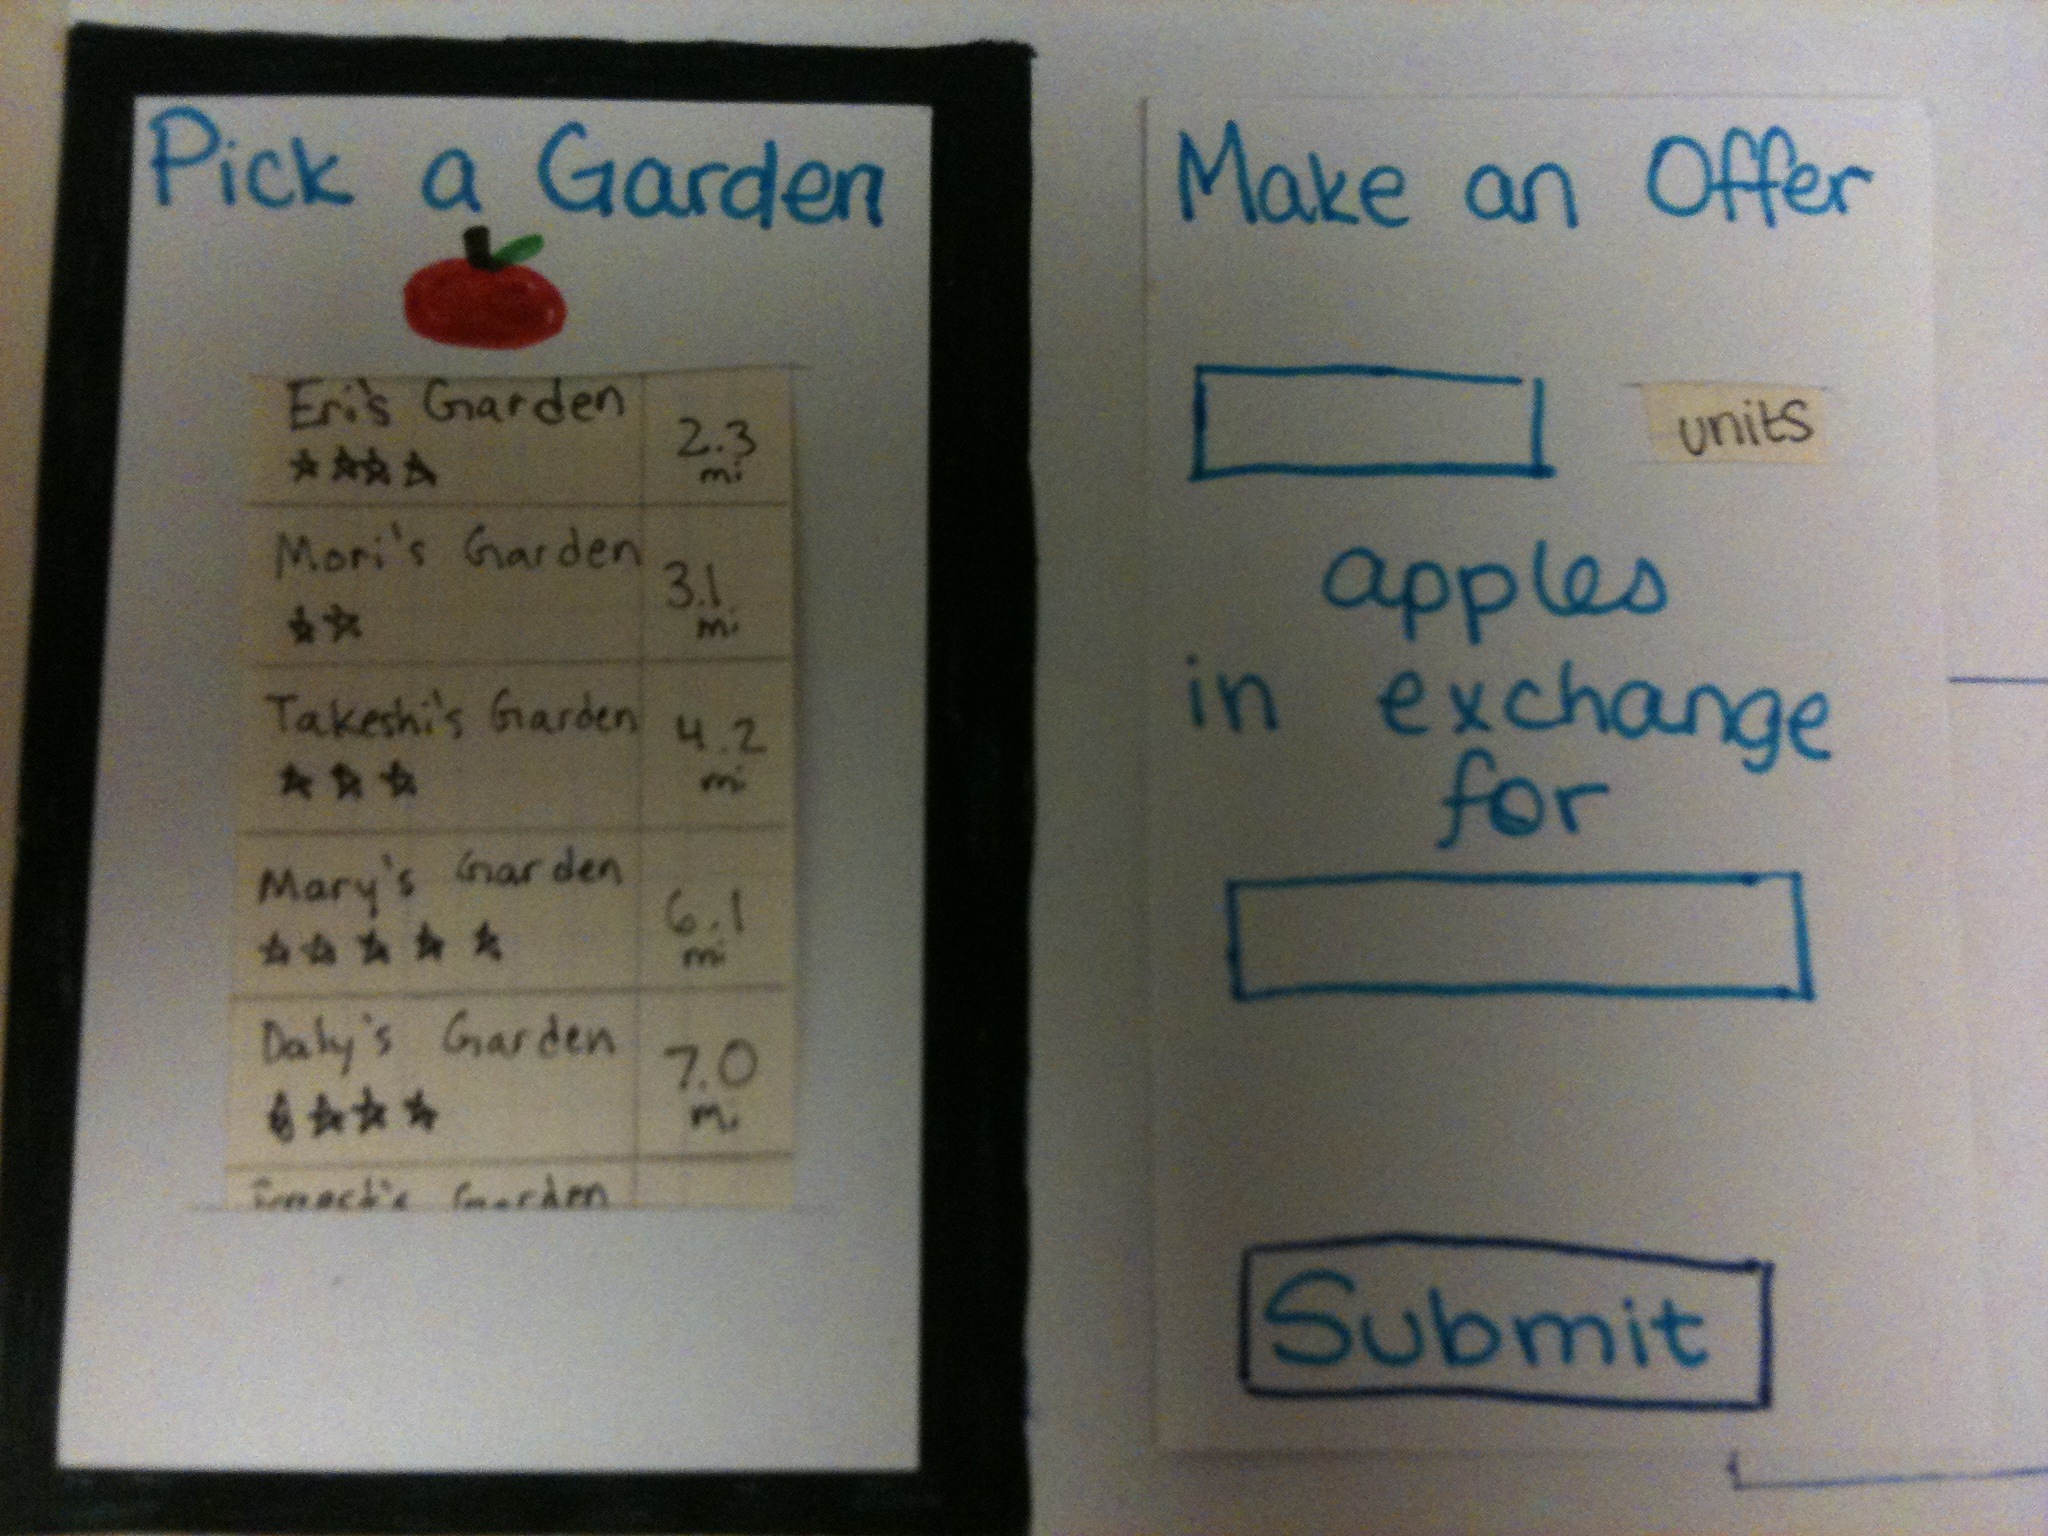 Pick a Garden
Eri's Garden
2.3
mi
Mori's Garden
3.1
mi
Takeshi's Garden
4.2
mi
Mary's Garden
6.1
mi
Daly's Garden
7.0
mi
Garden
Make an Offer
units
apples
in exchange
for
Submit